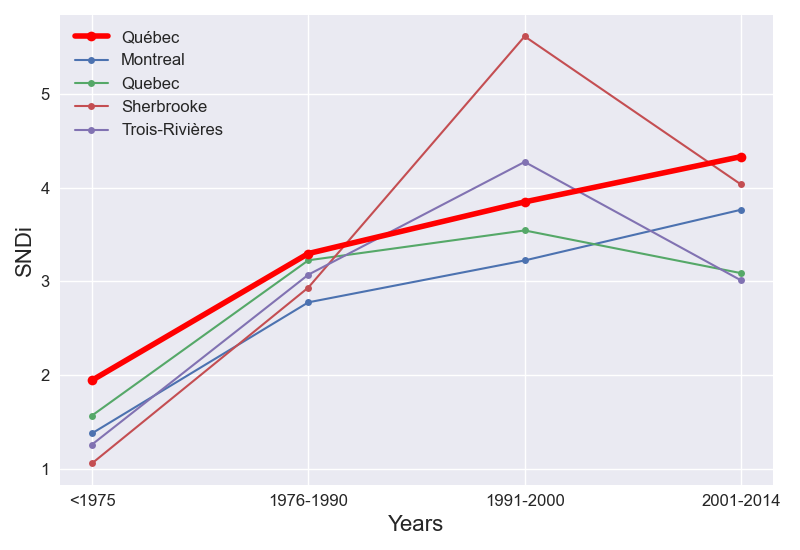 Québec
Montreal
Quebec
Sherbrooke
Trois-Rivières
5
4
3
2
1
SNDi
<1975 1976-1990 1991-2000 2001-2014
Years